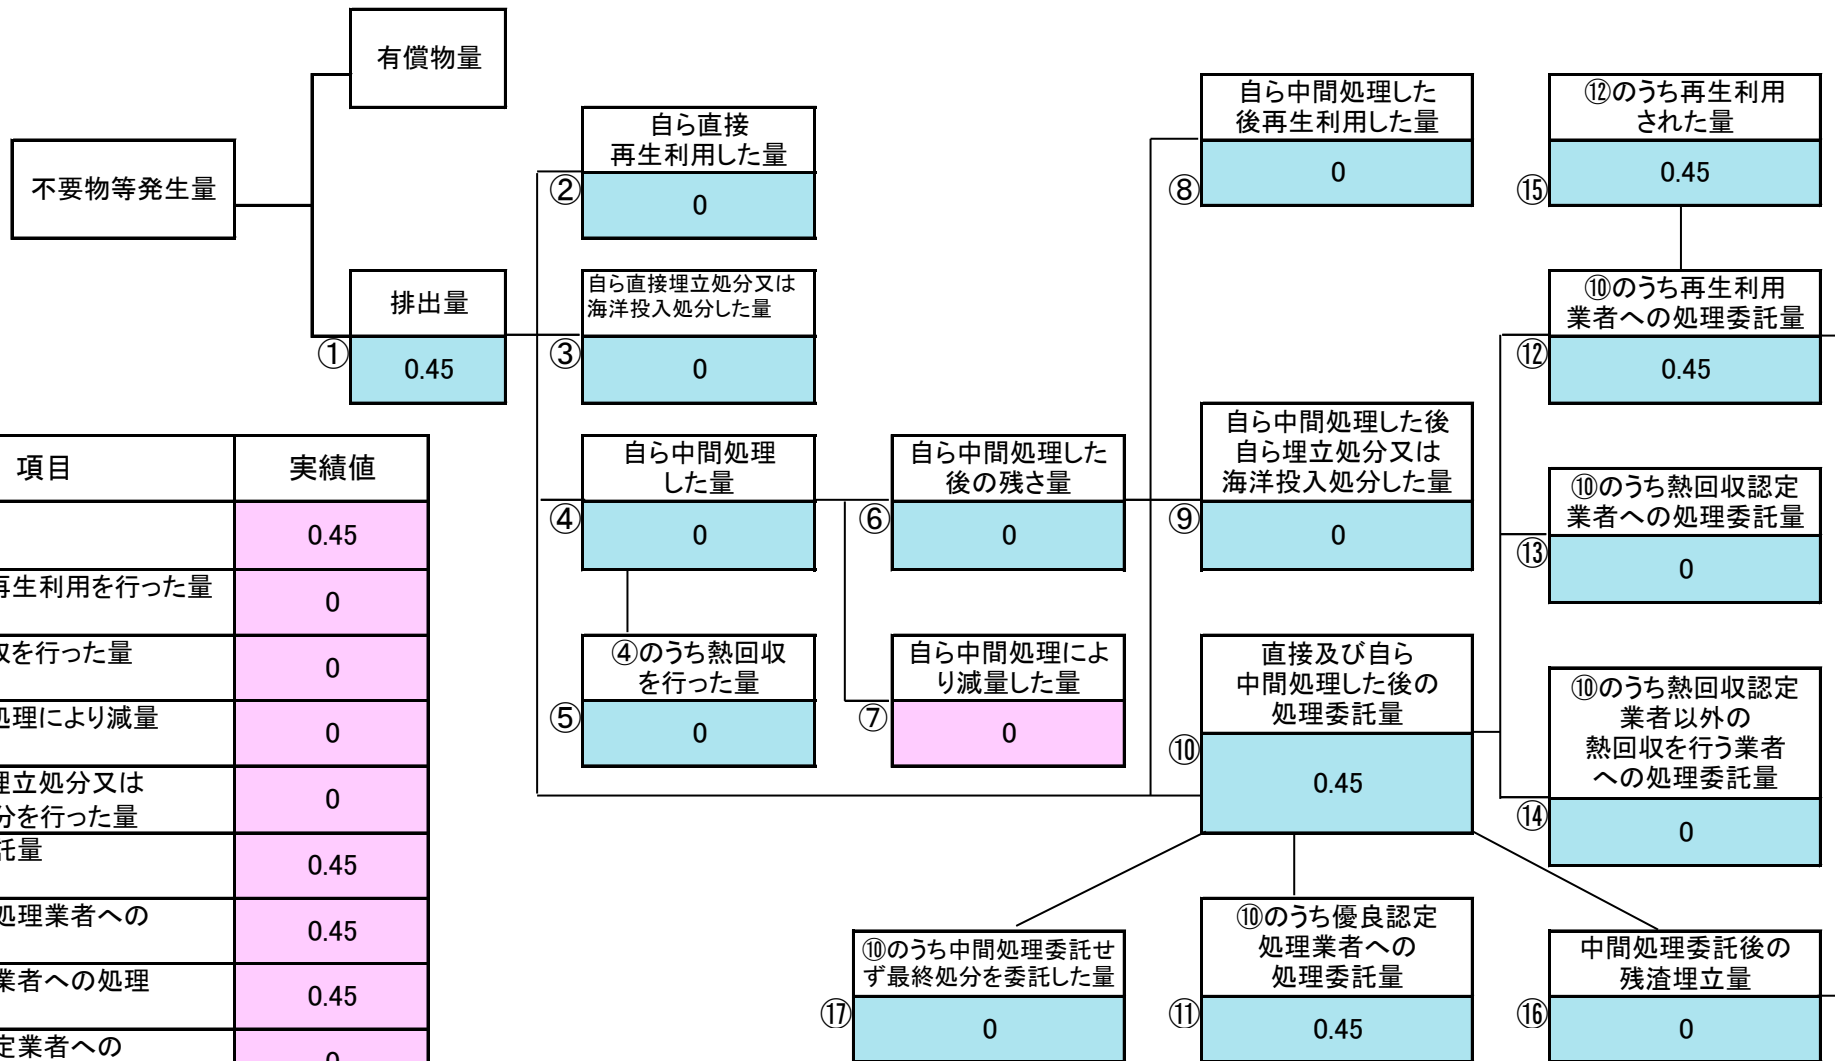 有償物量
不要物等発生量
排出量
①
0.45
自ら直接
再生利用した量
②
0
自ら直接埋立処分又は
海洋投入処分した量
③
0
自ら中間処理
した量
④
0
④のうち熱回収
を行った量
⑤
0
自ら中間処理した
後の残さ量
⑥
0
自ら中間処理によ
り減量した量
⑦
0
自ら中間処理した
後再生利用した量
⑧
0
自ら中間処理した後
自ら埋立処分又は
海洋投入処分した量
⑨
0
直接及び自ら
中間処理した後の
処理委託量
⑩
0.45
⑫のうち再生利用
された量
⑮
0.45
⑩のうち再生利用
業者への処理委託量
⑫
0.45
⑩のうち熱回収認定
業者への処理委託量
⑬
0
⑩のうち熱回収認定
業者以外の
熱回収を行う業者
への処理委託量
⑭
0
⑩のうち中間処理委託せ
ず最終処分を委託した量
⑰
0
⑩のうち優良認定
処理業者への
処理委託量
⑪
0.45
中間処理委託後の
残渣埋立量
⑯
0
項目 実績値
0.45
再生利用を行った量
0
収を行った量
0
処理により減量
0
埋立処分又は
分を行った量
0
託量
0.45
処理業者への
0.45
業者への処理
0.45
定業者への
0